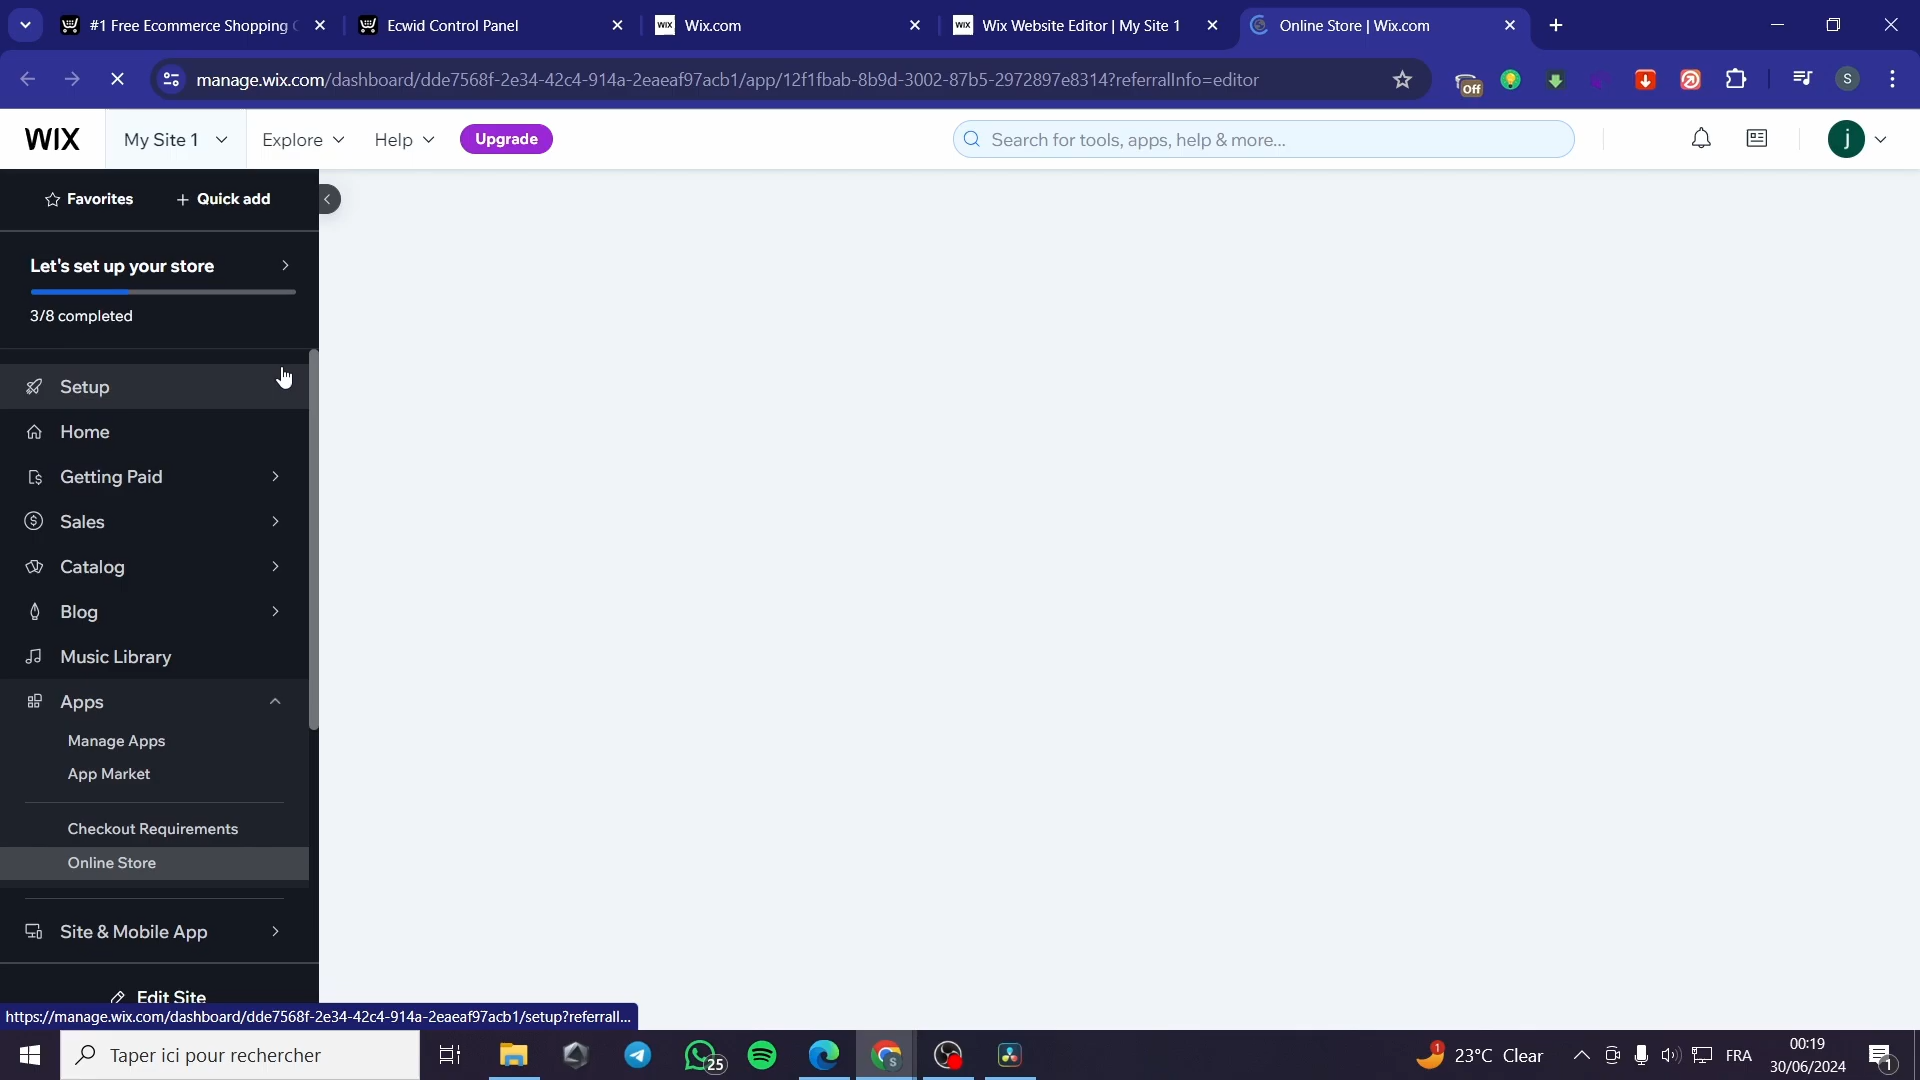 #1 Free Ecommerce Shopping C
Ecwid Control Panel
WIX Wix.com
WIX Wix Website Editor | My Site 1
Online Store | Wix.com
manage.wix.com/dashboard/dde7568f-2e34-42c4-914a-2eaeaf97acb1/app/12f1fbab-8b9d-3002-87b5-2972897e8314?referralInfo=editor
Off
S
WIX
My Site 1
Explore
Help
Upgrade
Search for tools, apps, help & more...
j
Favorites
+ Quick add
Let's set up your store
3/8 completed
Setup
Home
Getting Paid
Sales
Catalog
Blog
Music Library
Apps
Manage Apps
App Market
Checkout Requirements
Online Store
Site & Mobile App
Edit Site
https://manage.wix.com/dashboard/dde7568f-2e34-42c4-914a-2eaeaf97acb1/setup?referrall...
Taper ici pour rechercher
25
S
1
23°C Clear
FRA
00:19
30/06/2024
1